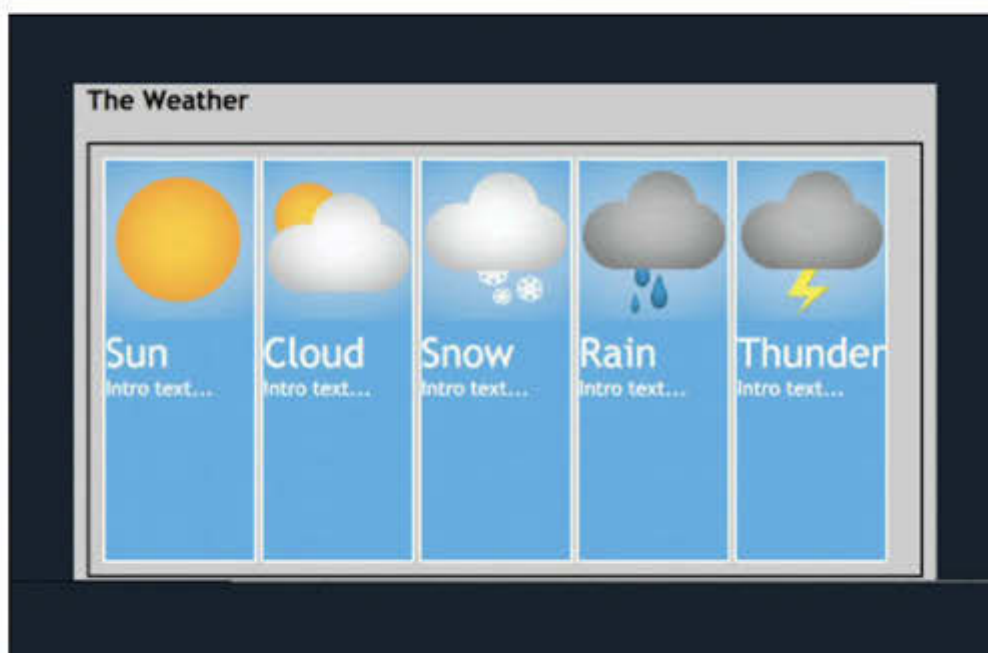 The Weather
Sun
Intro text...
Cloud
Intro text...
Snow
Intro text...
Rain
Intro text...
Thunder
Intro text...